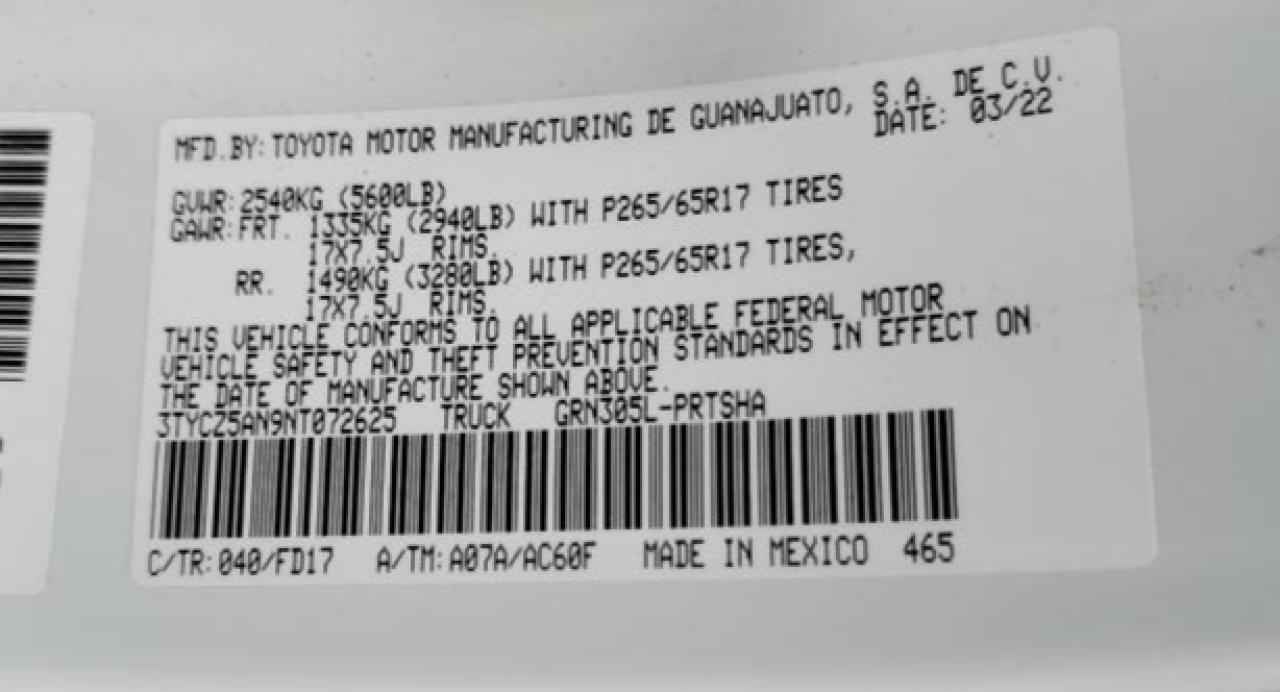 MFD.BY:TOYOTA MOTOR MANUFACTURING DE GUANAJUATO, S.A. DE C.V.
DATE: 03/22
GVWR:2540KG (5600LB)
GAWR:FRT. 1335KG (2940LB) WITH P265/65R17 TIRES
17X7.5J RIMS.
RR. 1490KG (3280LB) WITH P265/65R17 TIRES,
17X7.5J RIMS.
THIS VEHICLE CONFORMS TO ALL APPLICABLE FEDERAL MOTOR
VEHICLE SAFETY AND THEFT PREVENTION STANDARDS IN EFFECT ON
THE DATE OF MANUFACTURE SHOWN ABOVE.
3TYCZ5AN9NT072625 TRUCK GRN305L-PRTSHA
C/TR:040/FD17 A/TM:A07A/AC60F MADE IN MEXICO 465